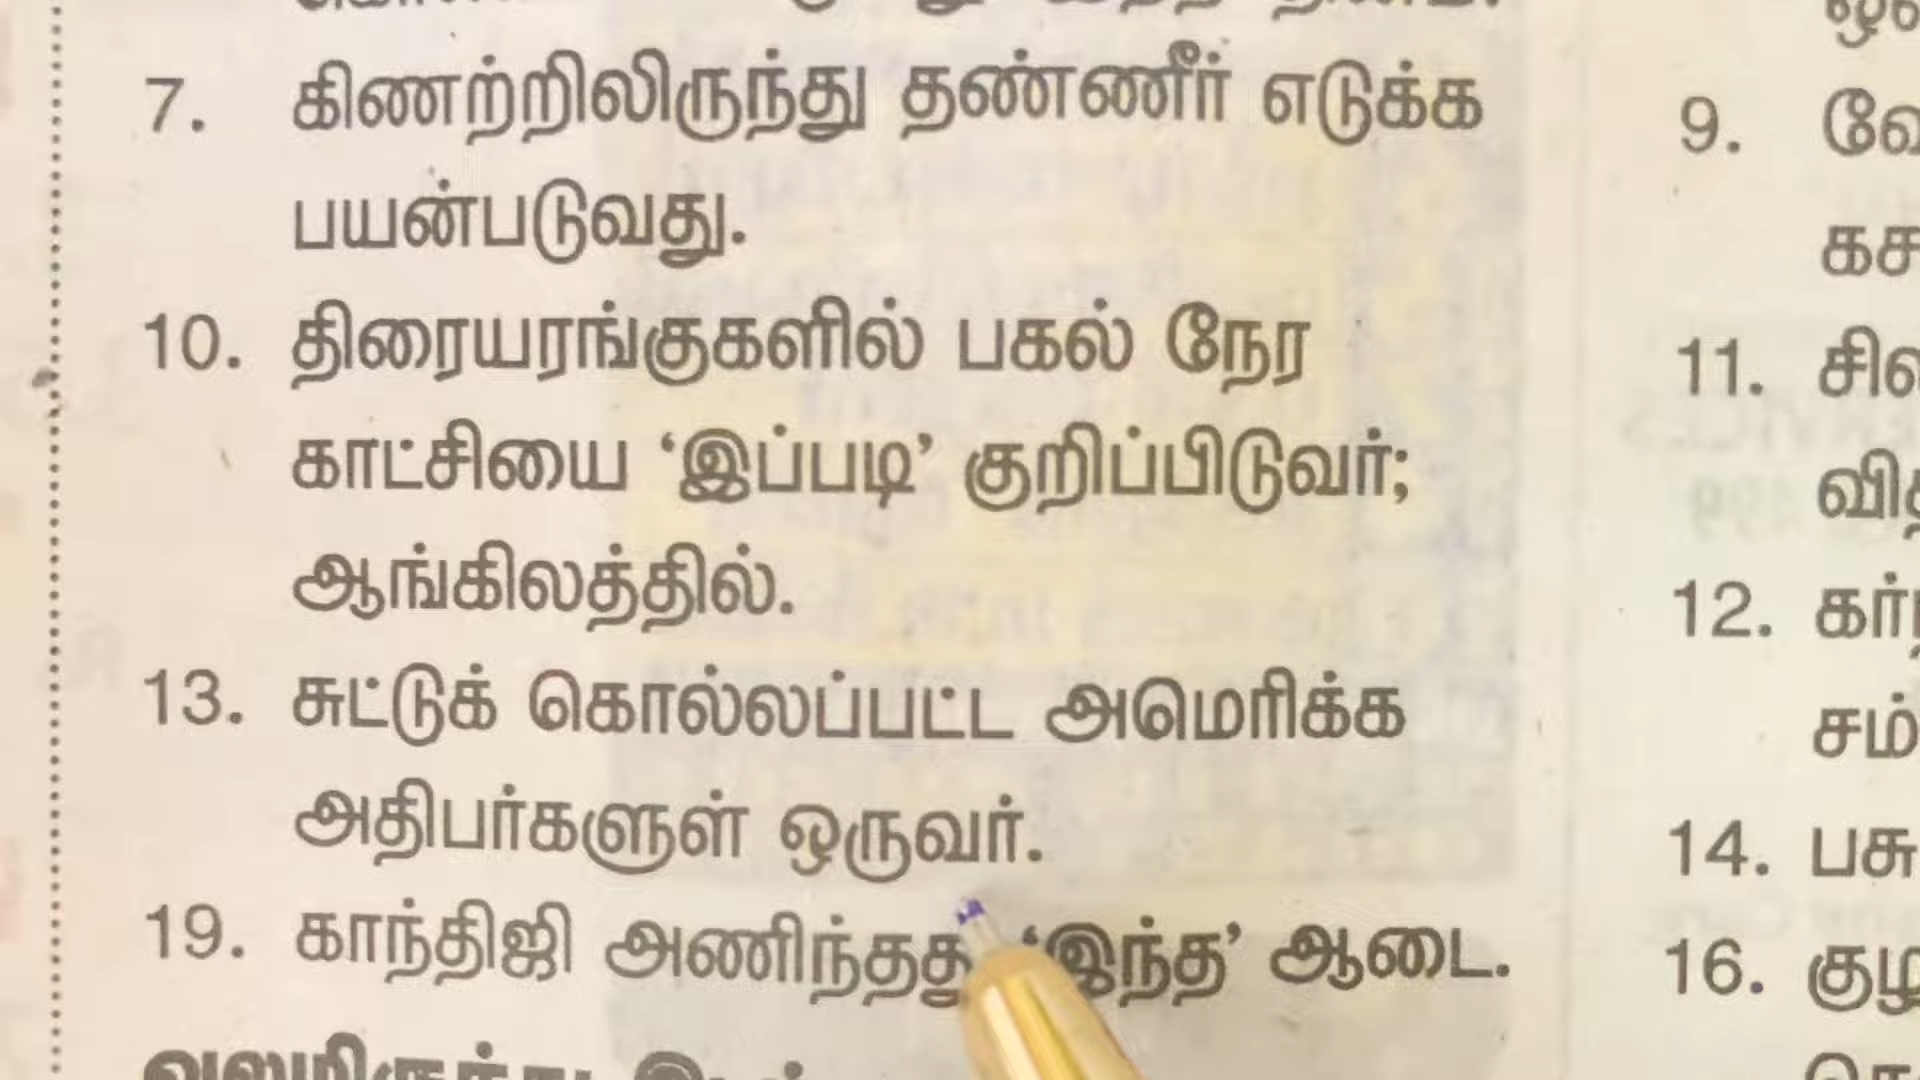 7. கிணற்றிலிருந்து தண்ணீர் எடுக்க
பயன்படுவது.
10. திரையரங்குகளில் பகல் நேர
காட்சியை ‘இப்படி’ குறிப்பிடுவர்;
ஆங்கிலத்தில்.
13. சுட்டுக் கொல்லப்பட்ட அமெரிக்க
அதிபர்களுள் ஒருவர்.
19. காந்திஜி அணிந்தது ‘இந்த’ ஆடை.
9.
11.
12.
14.
16.